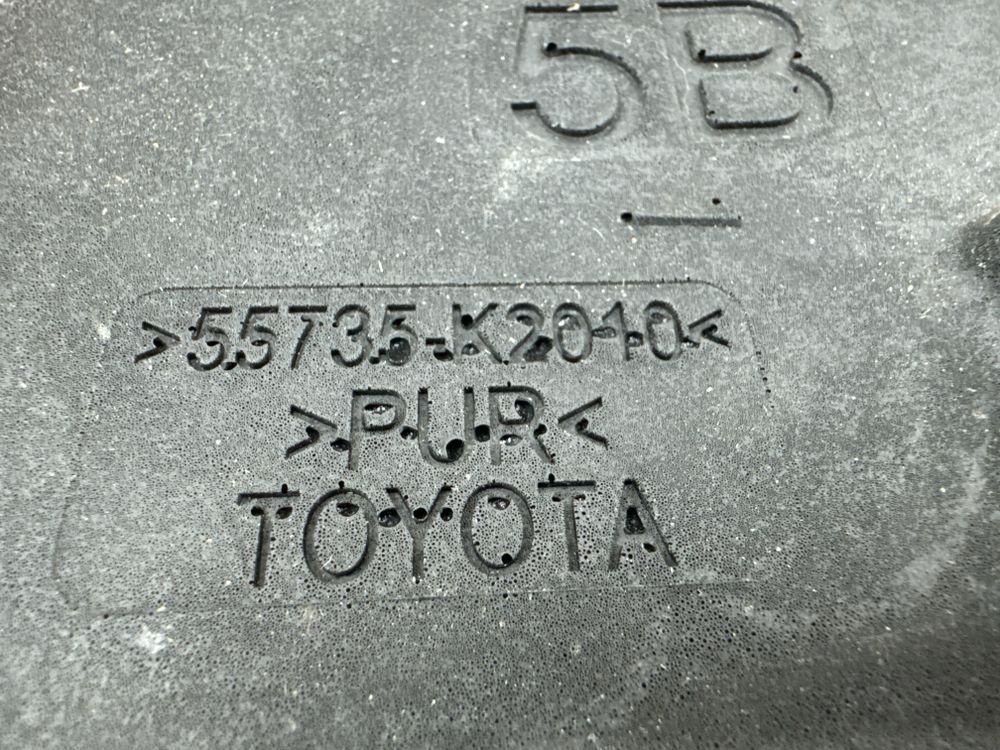 5B
>55735-K2010<
>PUR<
TOYOTA